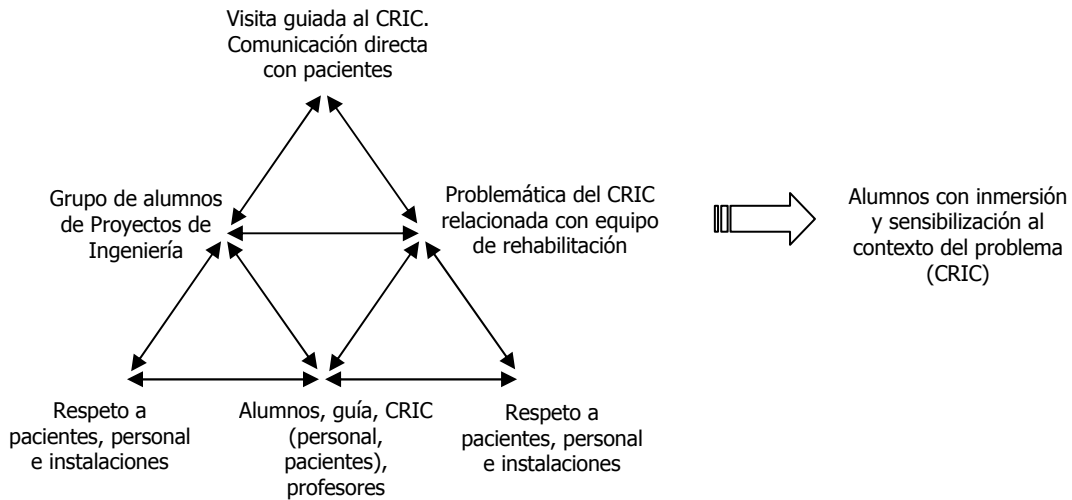 Visita guiada al CRIC.
Comunicación directa
con pacientes
Grupo de alumnos
de Proyectos de
Ingeniería
Problemática del CRIC
relacionada con equipo
de rehabilitación
Alumnos con inmersión
y sensibilización al
contexto del problema
(CRIC)
Respeto a
pacientes, personal
e instalaciones
Alumnos, guía, CRIC
(personal,
pacientes),
profesores
Respeto a
pacientes, personal
e instalaciones